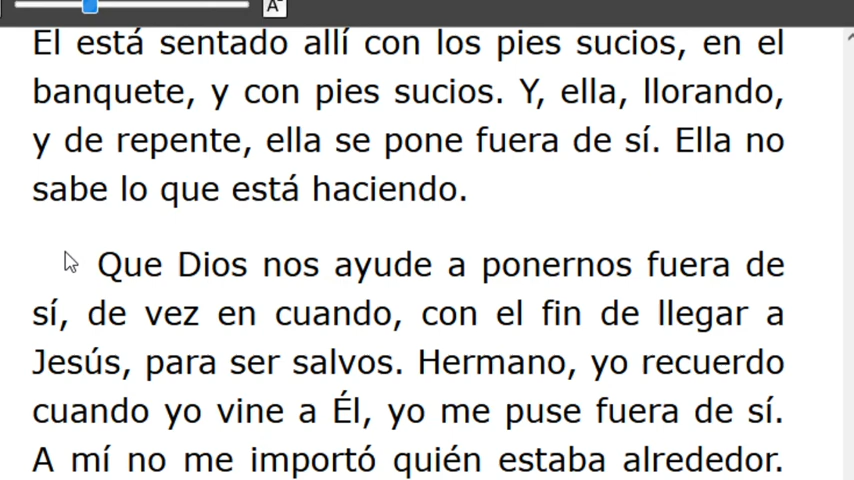 A
Él está sentado allí con los pies sucios, en el
banquete, y con pies sucios. Y, ella, llorando,
y de repente, ella se pone fuera de sí. Ella no
sabe lo que está haciendo.
Que Dios nos ayude a ponernos fuera de
sí, de vez en cuando, con el fin de llegar a
Jesús, para ser salvos. Hermano, yo recuerdo
cuando yo vine a Él, yo me puse fuera de sí.
A mí no me importó quién estaba alrededor.